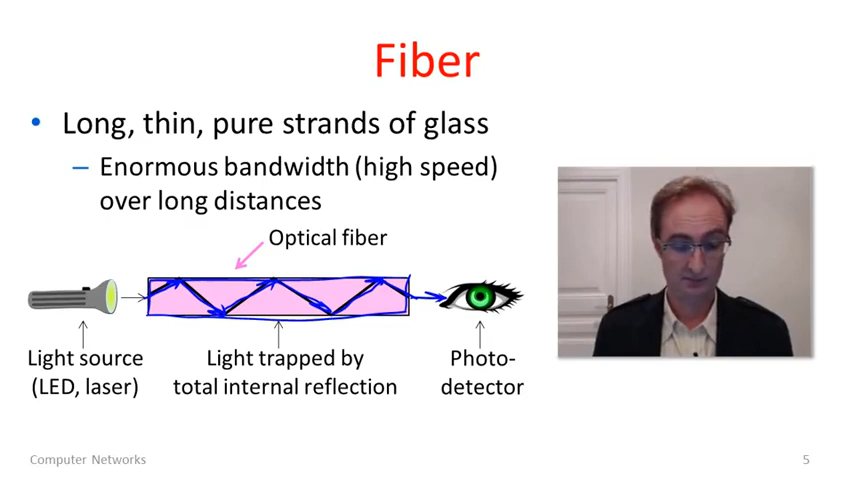 Fiber
• Long, thin, pure strands of glass
– Enormous bandwidth (high speed)
over long distances
Optical fiber
Light source
(LED, laser)
Light trapped by
total internal reflection
Photo-
detector
Computer Networks
5